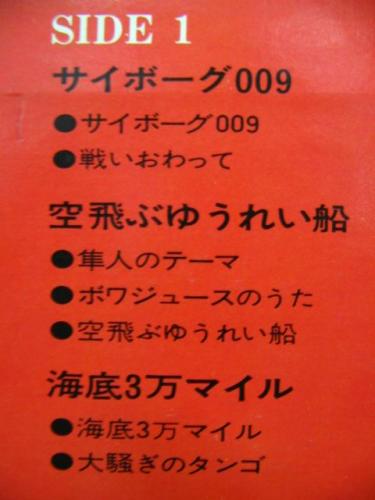 SIDE 1
サイボーグ009
●サイボーグ009
●戦いおわって
空飛ぶゆうれい船
●隼人のテーマ
●ボワジュースのうた
●空飛ぶゆうれい船
海底3万マイル
●海底3万マイル
●大騒ぎのタンゴ